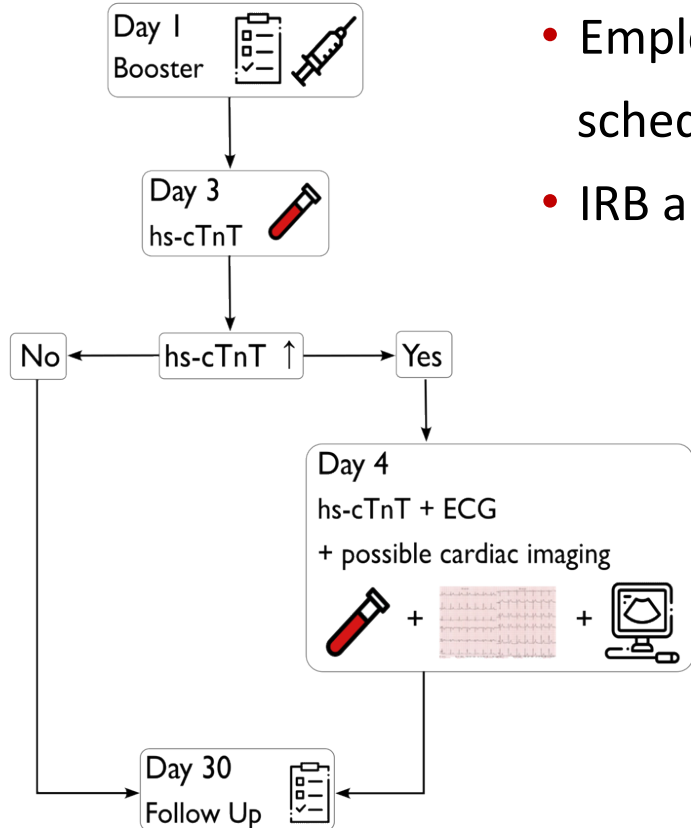 Day 1
Booster
Day 3
hs-cTnT
No
hs-cTnT ↑
Yes
Day 4
hs-cTnT + ECG
+ possible cardiac imaging
+
+
Day 30
Follow Up
•
•
IRB